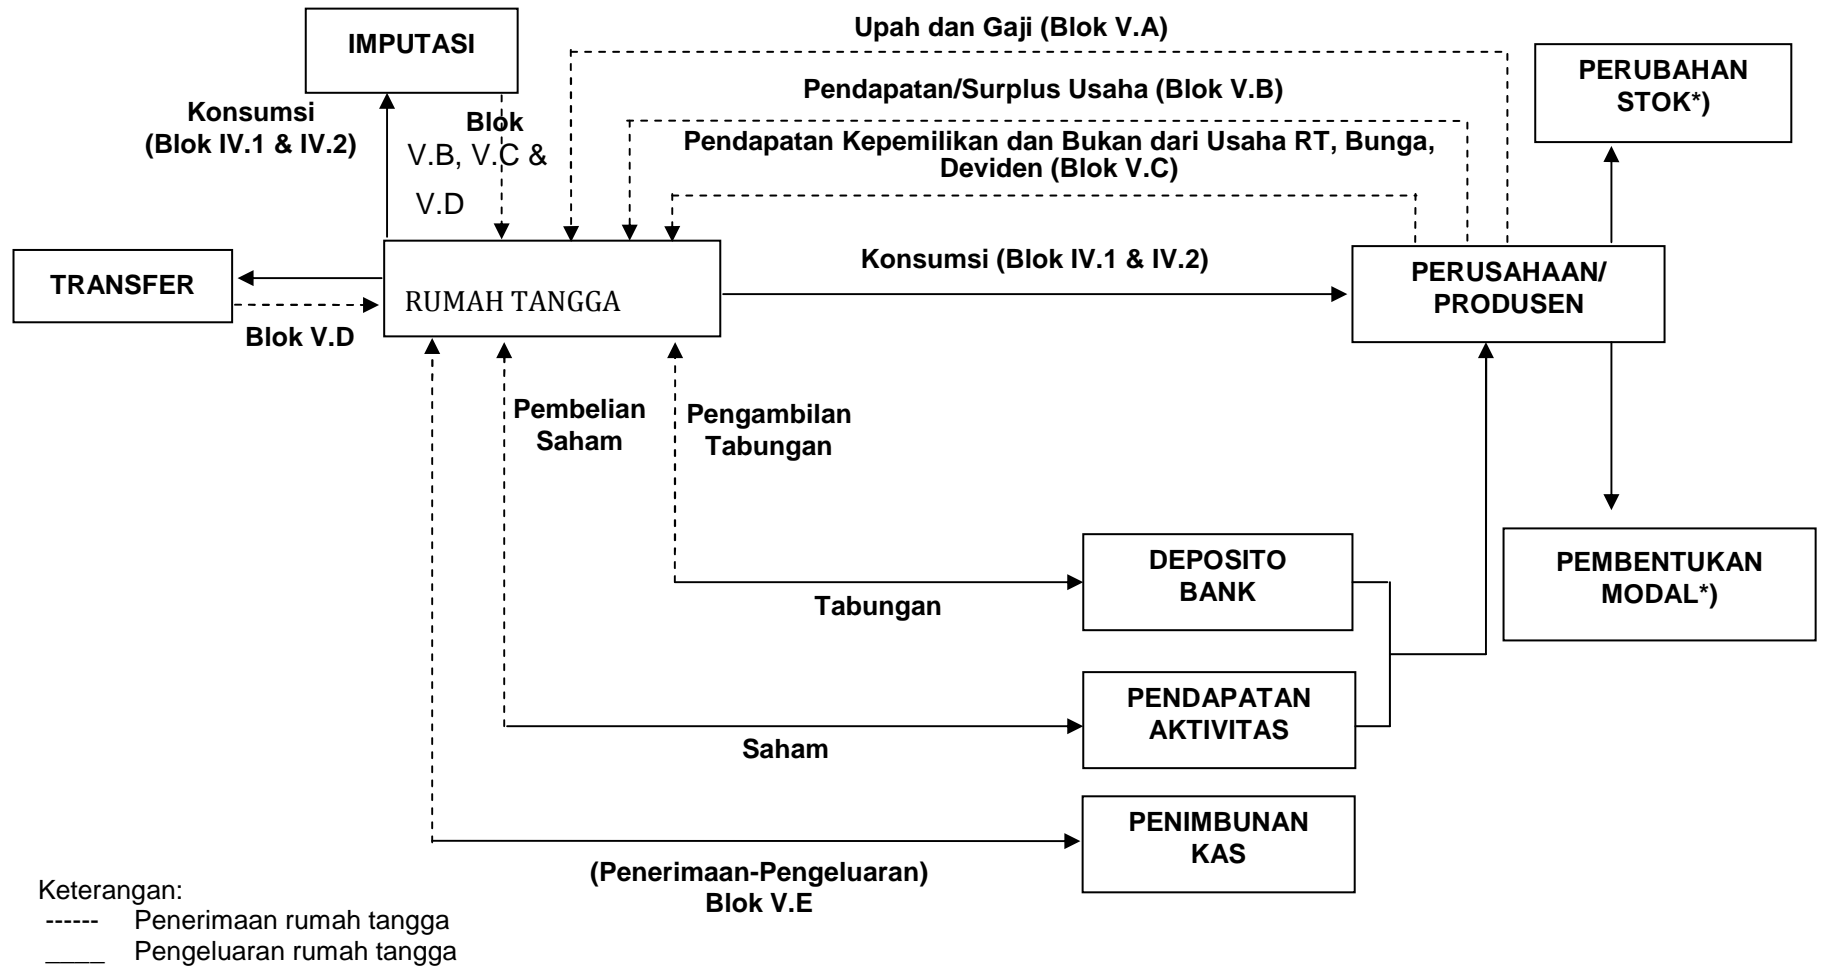 Upah dan Gaji (Blok V.A)
IMPUTASI
PERUBAHAN
STOK*)
Pendapatan/Surplus Usaha (Blok V.B)
Konsumsi
(Blok IV.1 & IV.2)
Blok
V.B, V.C &
V.D
Pendapatan Kepemilikan dan Bukan dari Usaha RT, Bunga,
Deviden (Blok V.C)
TRANSFER
Blok V.D
RUMAH TANGGA
Konsumsi (Blok IV.1 & IV.2)
PERUSAHAAN/
PRODUSEN
Pembelian
Saham
Pengambilan
Tabungan
DEPOSITO
BANK
PEMBENTUKAN
MODAL*)
Tabungan
PENDAPATAN
AKTIVITAS
Saham
PENIMBUNAN
KAS
(Penerimaan-Pengeluaran)
Blok V.E
Keterangan:
------ Penerimaan rumah tangga
____ Pengeluaran rumah tangga